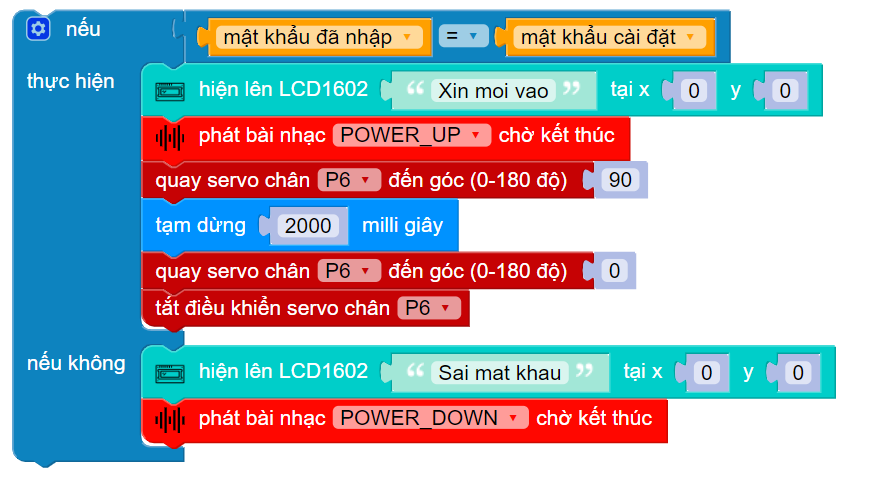 nếu mật khẩu đã nhập = mật khẩu cài đặt
thực hiện hiện lên LCD1602 “ Xin moi vao ” tại x 0 y 0
phát bài nhạc POWER_UP chờ kết thúc
quay servo chân P6 đến góc (0-180 độ) 90
tạm dừng 2000 milli giây
quay servo chân P6 đến góc (0-180 độ) 0
tắt điều khiển servo chân P6
nếu không hiện lên LCD1602 “ Sai mat khau ” tại x 0 y 0
phát bài nhạc POWER_DOWN chờ kết thúc